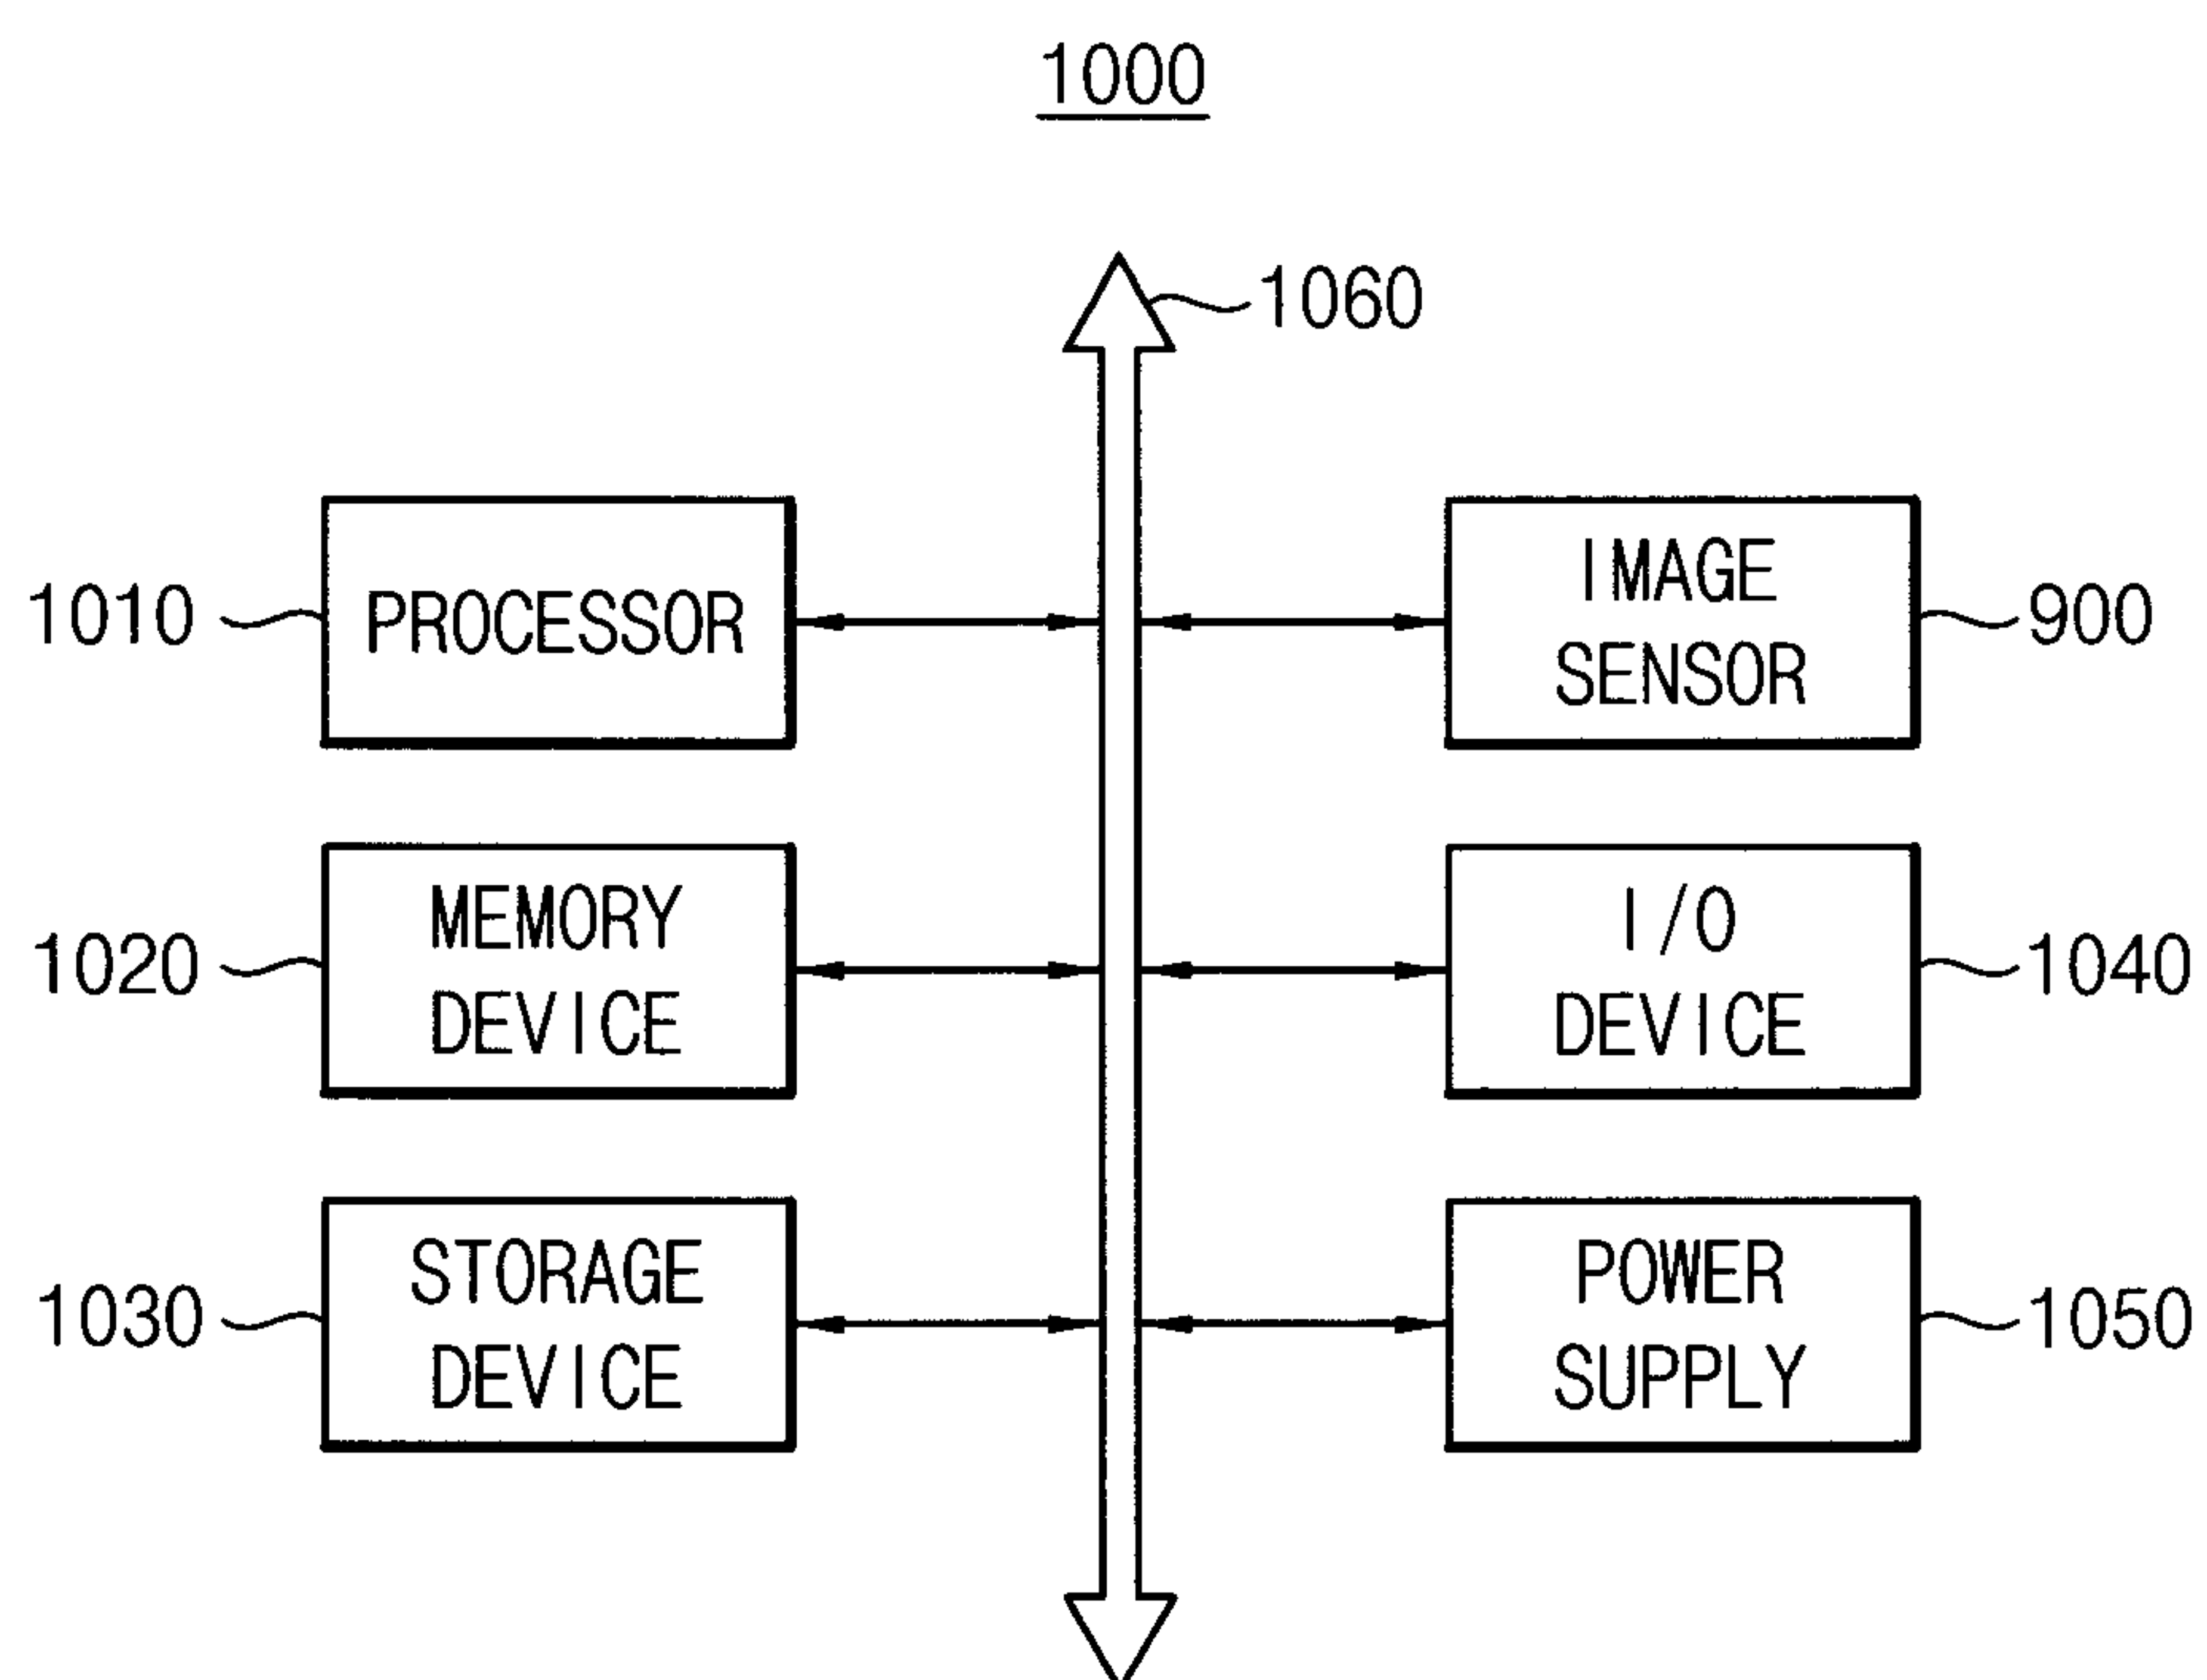 1000
1060
1010
PROCESSOR
IMAGE
SENSOR
900
1020
MEMORY
DEVICE
I/O
DEVICE
1040
1030
STORAGE
DEVICE
POWER
SUPPLY
1050